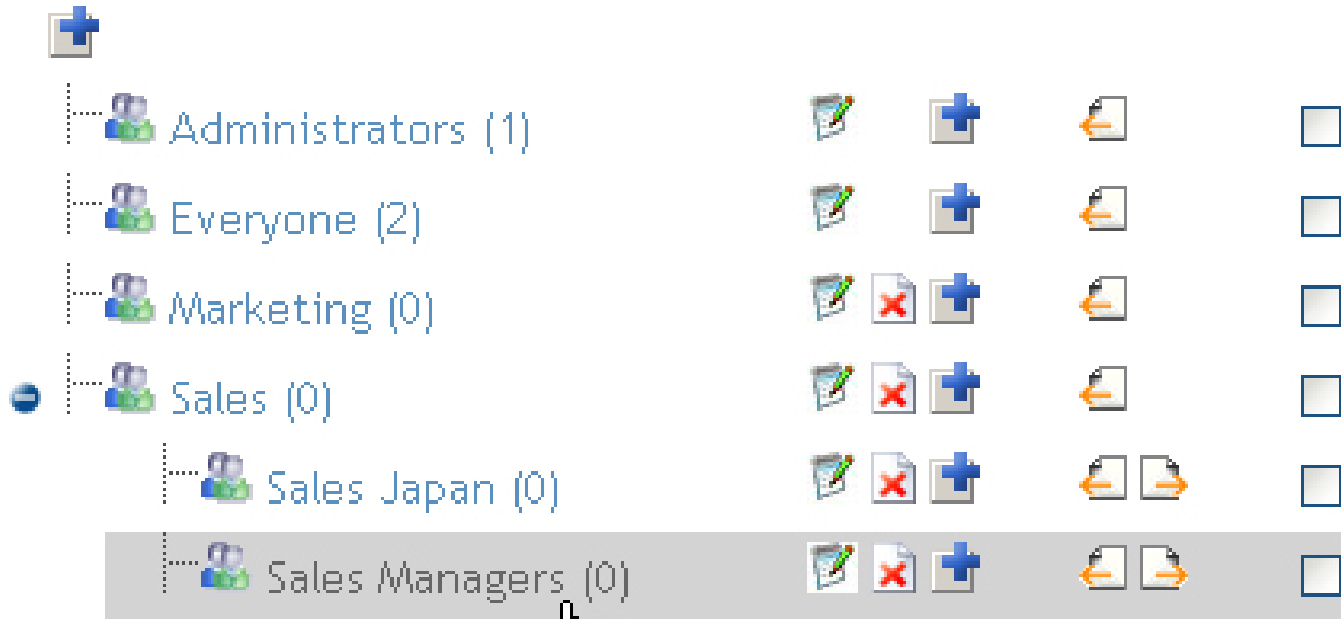 Administrators (1)
Everyone (2)
Marketing (0)
Sales (0)
Sales Japan (0)
Sales Managers (0)